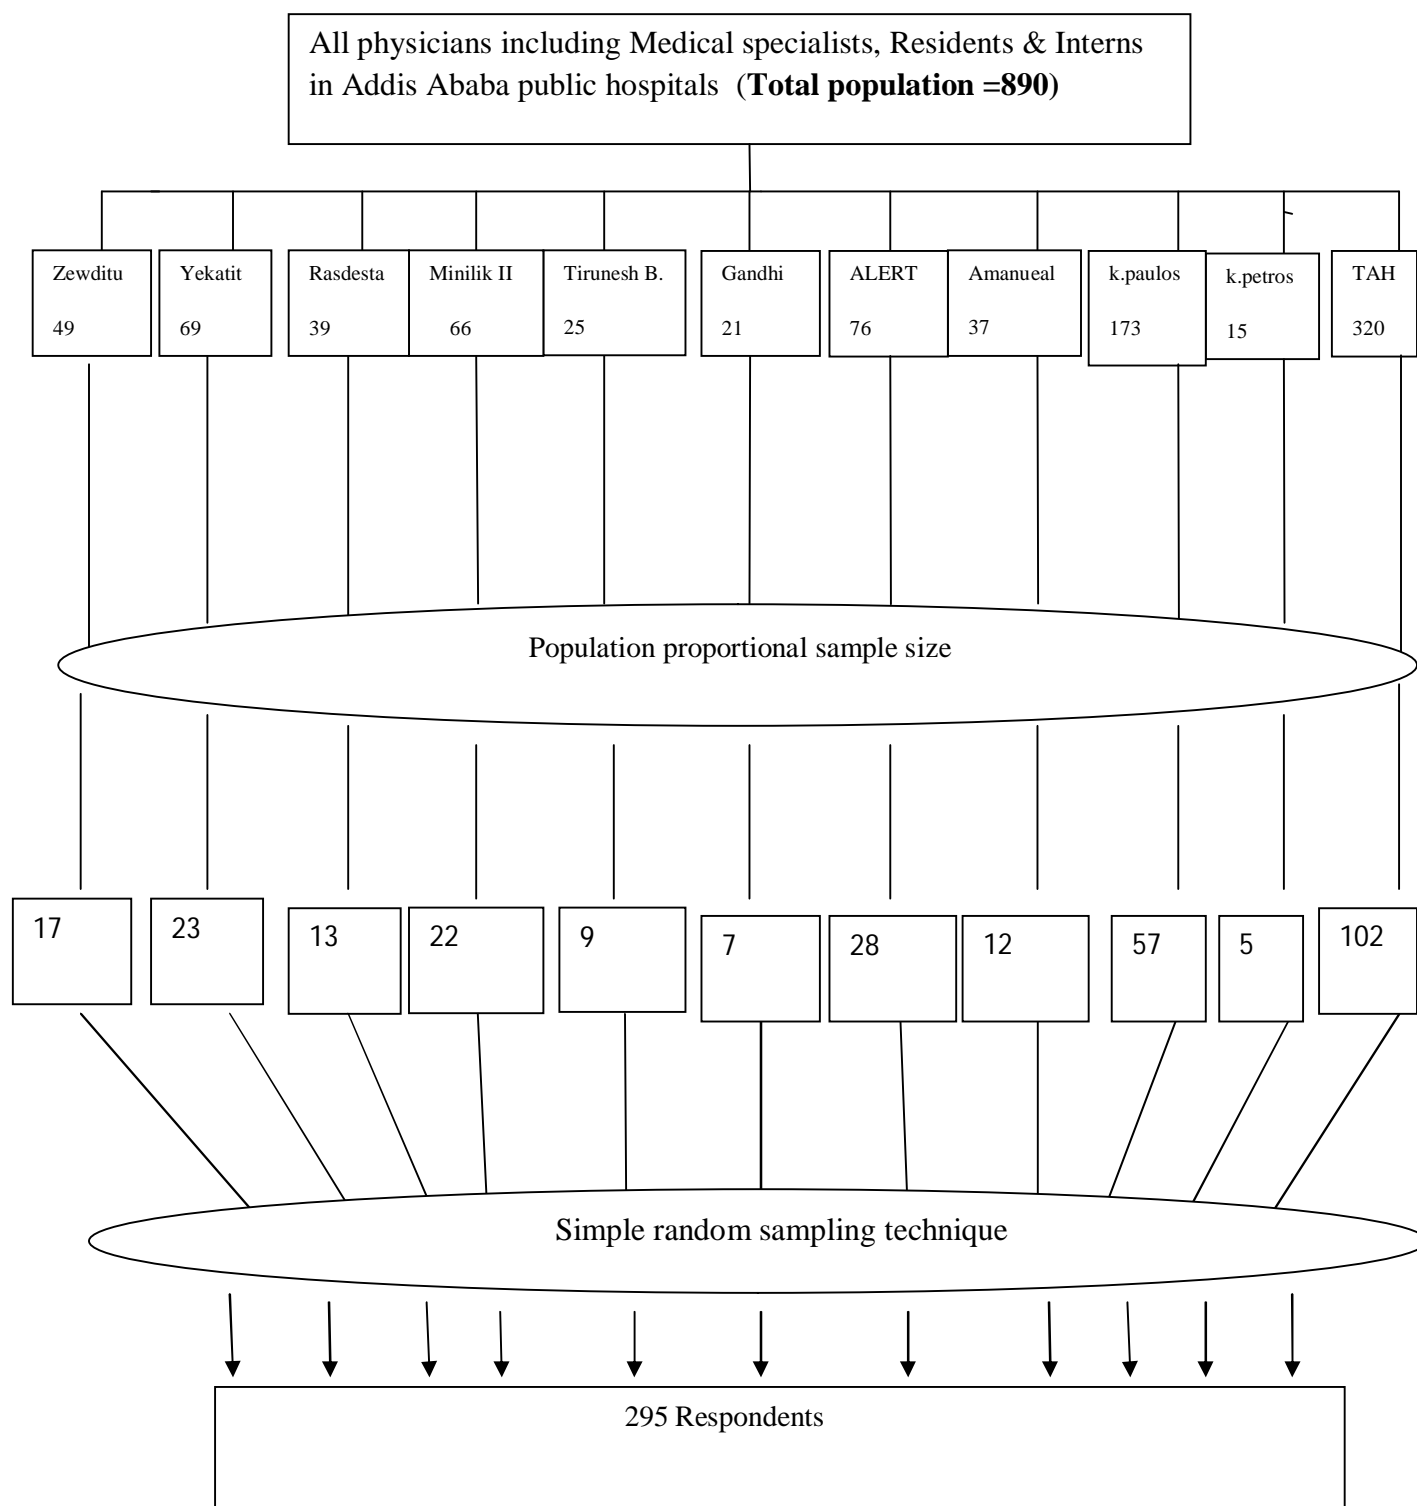 All physicians including Medical specialists, Residents & Interns
in Addis Ababa public hospitals (Total population =890)
Zewditu
49
Yekatit
69
Rasdesta
39
Minilik II
66
Tirunesh B.
25
Gandhi
21
ALERT
76
Amanueal
37
k.paulos
173
k.petros
15
TAH
320
Population proportional sample size
17
23
13
22
9
7
28
12
57
5
102
Simple random sampling technique
295 Respondents